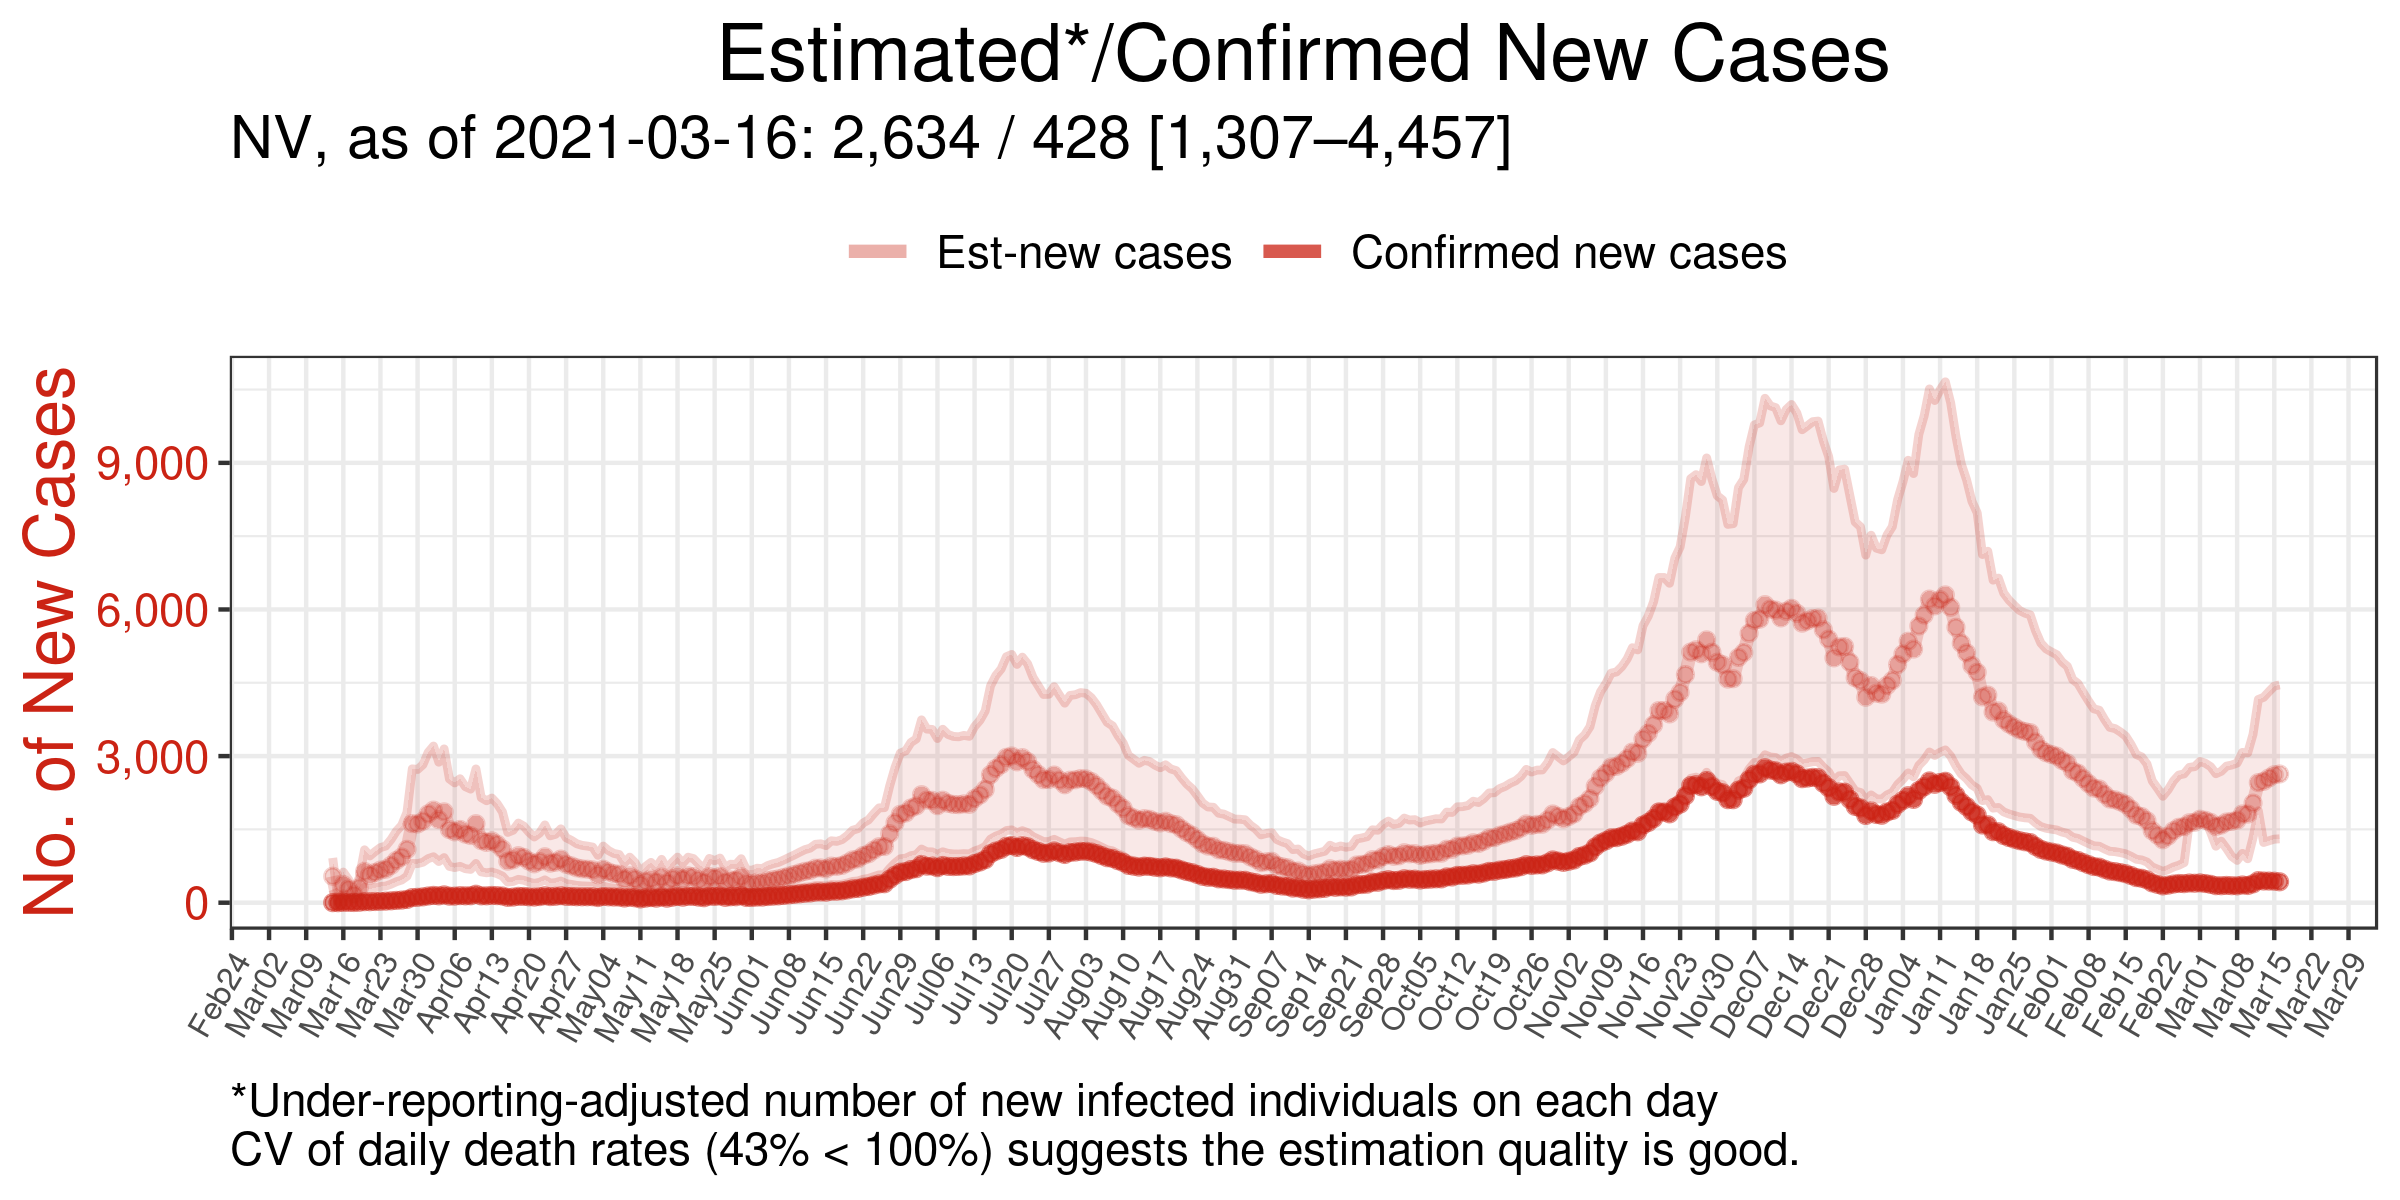 Estimated*/Confirmed New Cases
NV, as of 2021-03-16: 2,634 / 428 [1,307–4,457]
Est-new cases Confirmed new cases
No. of New Cases
9,000
6,000
3,000
0
Feb24 Mar02 Mar09 Mar16 Mar23 Mar30 Apr06 Apr13 Apr20 Apr27 May04 May11 May18 May25 Jun01 Jun08 Jun15 Jun22 Jun29 Jul06 Jul13 Jul20 Jul27 Aug03 Aug10 Aug17 Aug24 Aug31 Sep07 Sep14 Sep21 Sep28 Oct05 Oct12 Oct19 Oct26 Nov02 Nov09 Nov16 Nov23 Nov30 Dec07 Dec14 Dec21 Dec28 Jan04 Jan11 Jan18 Jan25 Feb01 Feb08 Feb15 Feb22 Mar01 Mar08 Mar15 Mar22 Mar29
*Under-reporting-adjusted number of new infected individuals on each day
CV of daily death rates (43% < 100%) suggests the estimation quality is good.